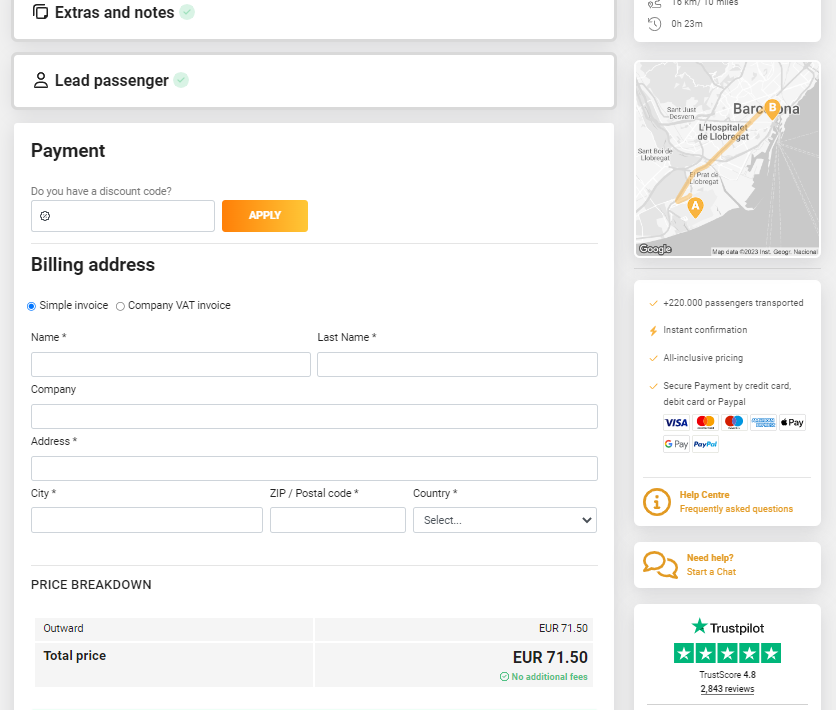 Extras and notes
Lead passenger
Payment
Do you have a discount code?
APPLY
Billing address
Simple invoice
Company VAT invoice
Name *
Last Name *
Company
Address *
City *
ZIP / Postal code *
Country *
Select...
PRICE BREAKDOWN
Outward
EUR 71.50
Total price
EUR 71.50
No additional fees
16 km/ 10 miles
0h 23m
Barcelona
B
Sant Just
Desvern
L'Hospitalet
de Llobregat
Sant Boi de
Llobregat
El Prat de
Llobregat
A
Google
Map data ©2023 Inst. Geogr. Nacional
+220.000 passengers transported
Instant confirmation
All-inclusive pricing
Secure Payment by credit card,
debit card or Paypal
VISA
Pay
G Pay
PayPal
Help Centre
Frequently asked questions
Need help?
Start a Chat
Trustpilot
TrustScore 4.8
2,843 reviews